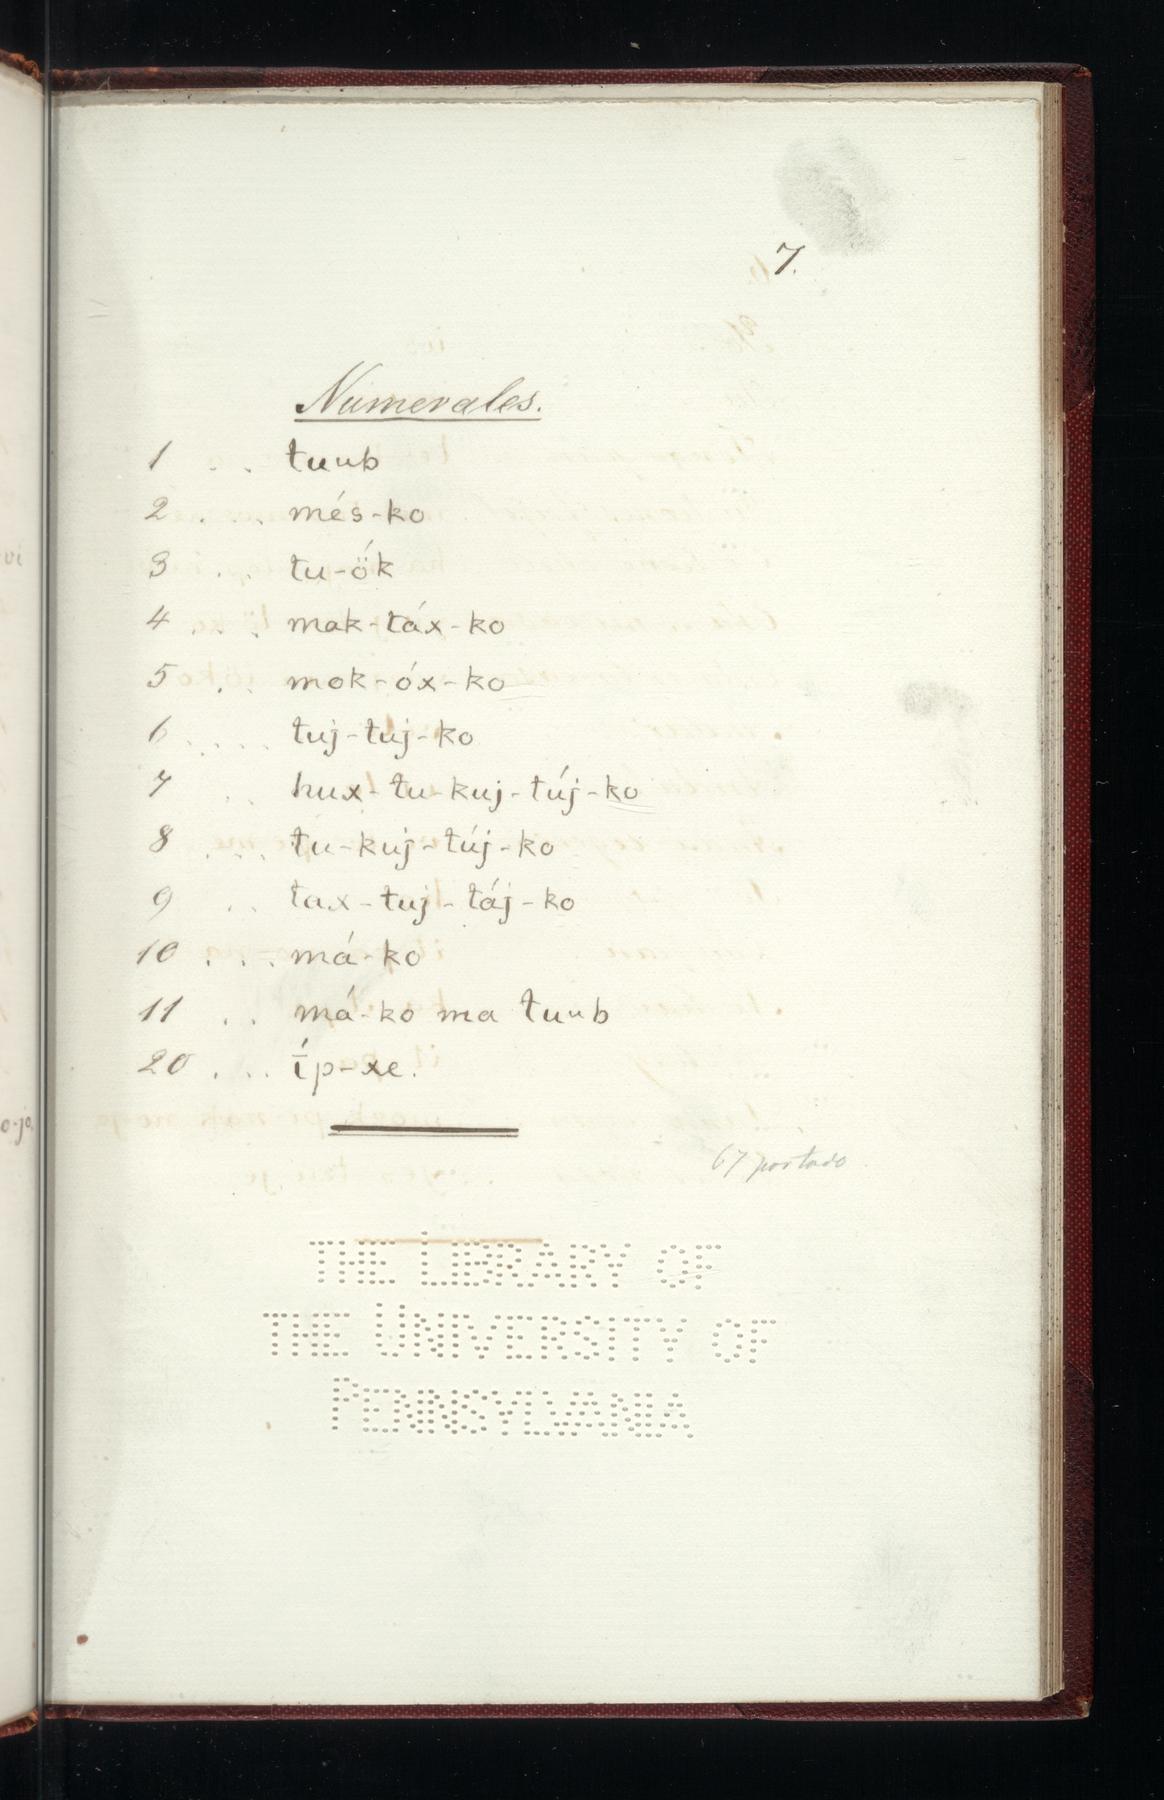 7.
Numerales.
1 . . tuub
2 . . . més-ko
3 . . tu-ö́k
4 . . . mak-táx-ko
5 . . mok-óx-ko
6 . . . . tuj-tuj-ko
7 . . hux-tu-kuj-túj-ko
8 . . . tu-kuj-túj-ko
9 . . tax-tuj-táj-ko
10 . . . má-ko
11 . . má-ko ma tuub
20 . . . íp-xe.
67
THE LIBRARY OF
THE UNIVERSITY OF
PENNSYLVANIA